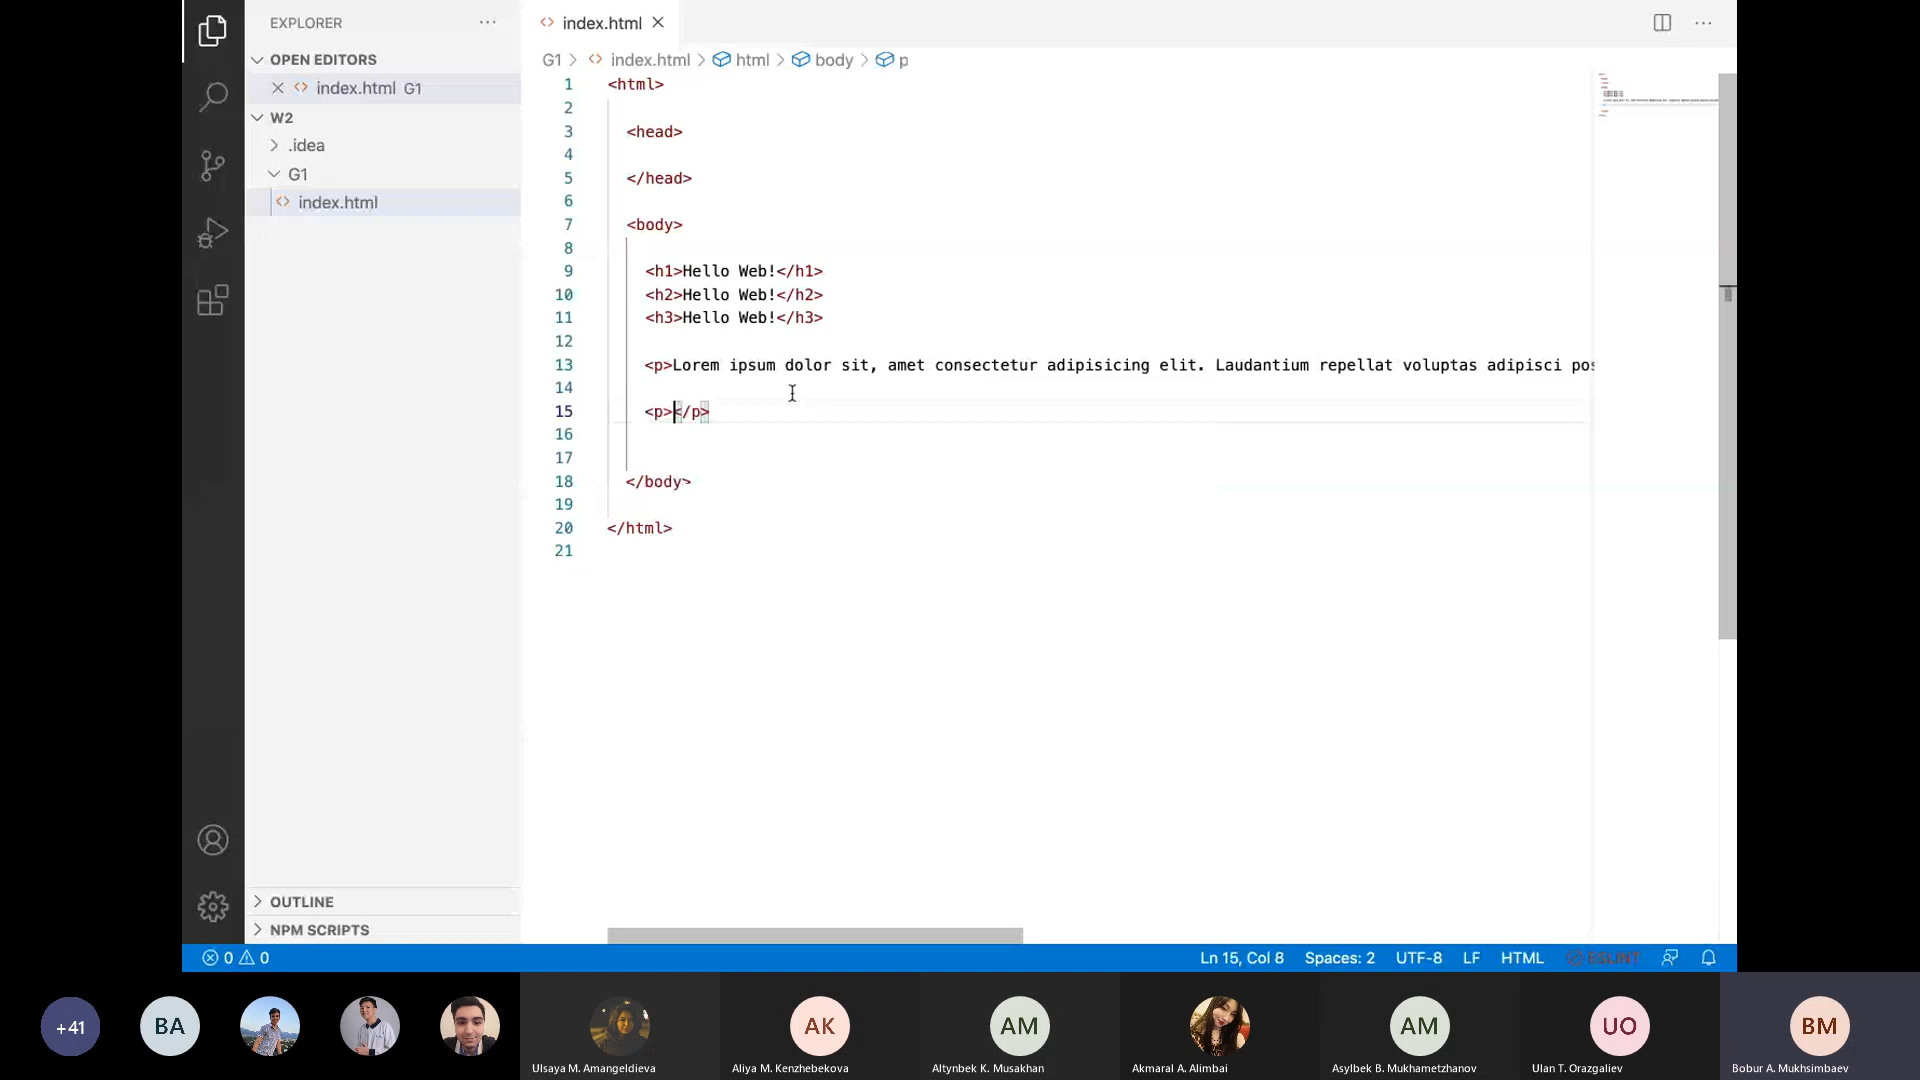 EXPLORER
index.html
OPEN EDITORS
index.html G1
W2
.idea
G1
index.html
OUTLINE
NPM SCRIPTS
G1 > index.html > html > body > p
1 <html>
2
3 <head>
4
5 </head>
6
7 <body>
8
9 <h1>Hello Web!</h1>
10 <h2>Hello Web!</h2>
11 <h3>Hello Web!</h3>
12
13 <p>Lorem ipsum dolor sit, amet consectetur adipisicing elit. Laudantium repellat voluptas adipisci pos
14
15 <p></p>
16
17
18 </body>
19
20 </html>
21
0 0
Ln 15, Col 8 Spaces: 2 UTF-8 LF HTML ESLINT
+41 BA AK AM AM UO BM
Ulsaya M. Amangeldieva Aliya M. Kenzhebekova Altynbek K. Musakhan Akmaral A. Alimbai Asylbek B. Mukhametzhanov Ulan T. Orazgaliev Bobur A. Mukhsimbaev